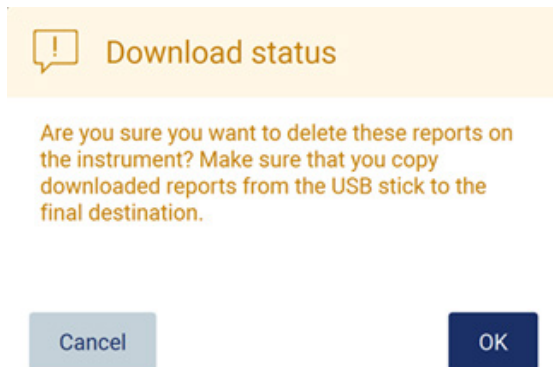 Download status
Are you sure you want to delete these reports on
the instrument? Make sure that you copy
downloaded reports from the USB stick to the
final destination.
Cancel
OK